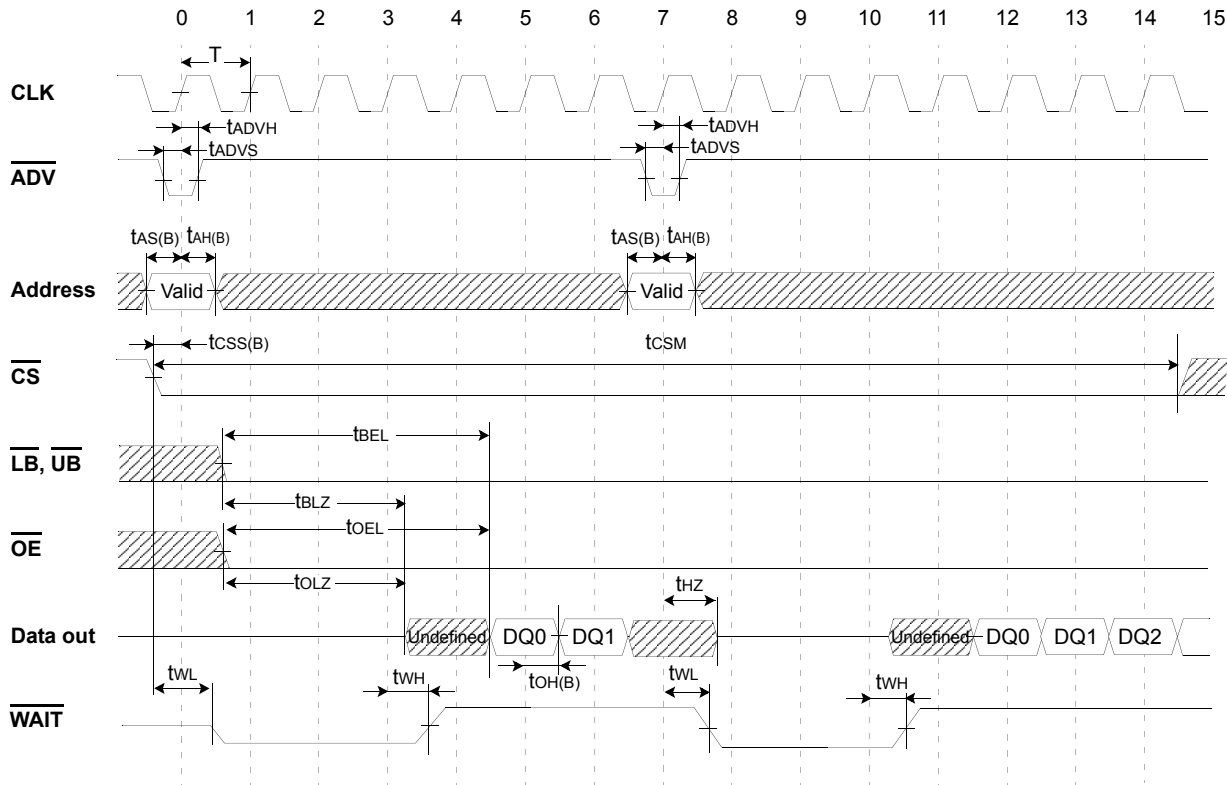 0 1 2 3 4 5 6 7 8 9 10 11 12 13 14 15
T
CLK
tADVH
tADVH
tADVS
tADVS
ADV
tAS(B) tAH(B)
tAS(B) tAH(B)
Address
Valid
Valid
tCSS(B)
tCSM
CS
tBEL
LB, UB
tBLZ
tOEL
OE
tOLZ
tHZ
Data out
Undefined DQ0 DQ1
Undefined DQ0 DQ1 DQ2
tWL
tWH
tOH(B)
tWL
tWH
WAIT